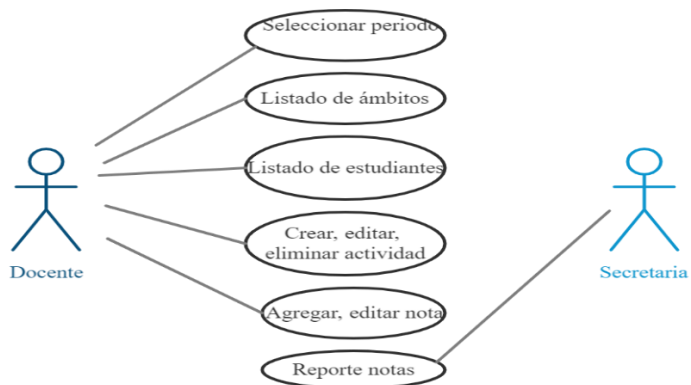 Seleccionar periodo
Listado de ámbitos
Listado de estudiantes
Crear, editar,
eliminar actividad
Docente
Secretaria
Agregar, editar nota
Reporte notas